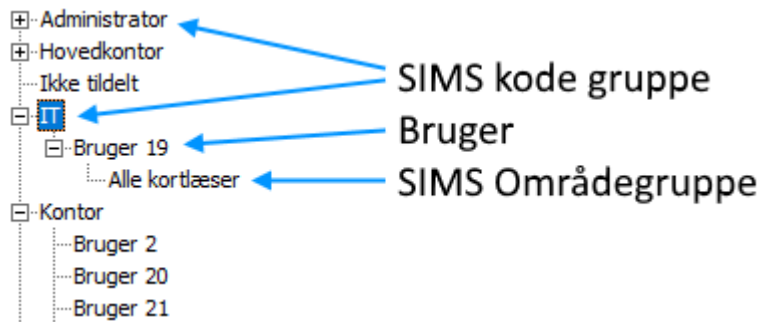 Administrator
Hovedkontor
Ikke tildelt
IT
Bruger 19
Alle kortlæser
Kontor
Bruger 2
Bruger 20
Bruger 21
SIMS kode gruppe
Bruger
SIMS Områdegruppe